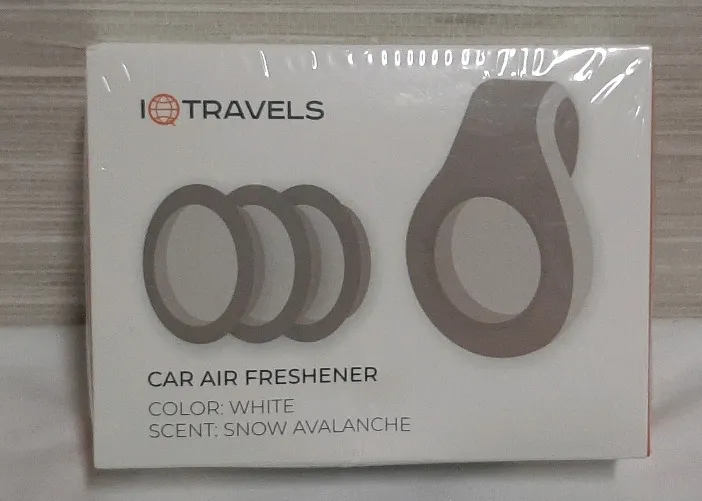 IQTRAVELS
CAR AIR FRESHENER
COLOR: WHITE
SCENT: SNOW AVALANCHE